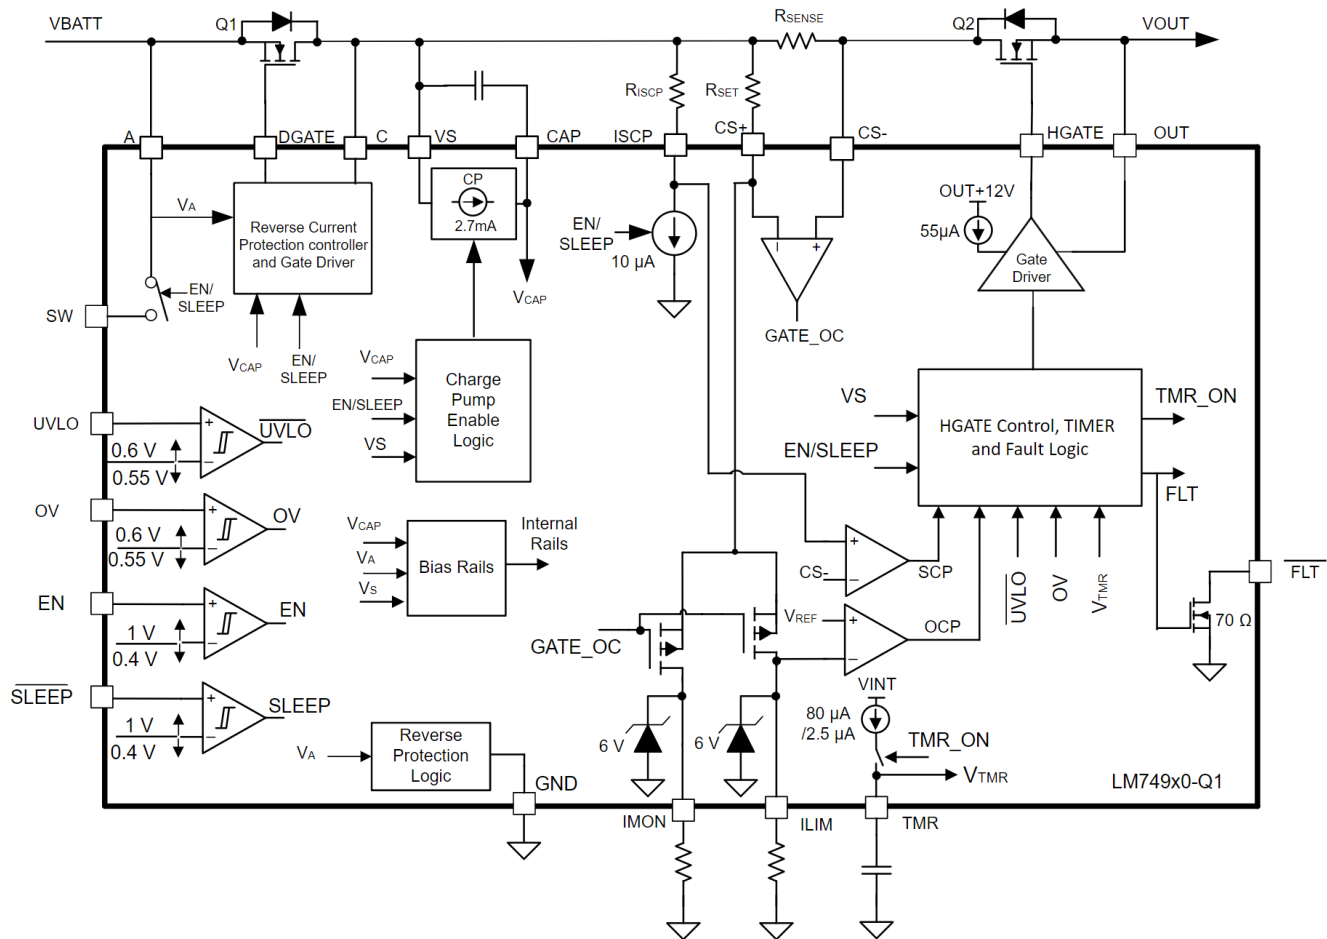 VBATT
Q1
RSENSE
Q2
VOUT
RISCP
RSET
A
DGATE
C
VS
CAP
ISCP
CS+
CS-
HGATE
OUT
CP
2.7mA
VA
Reverse Current
Protection controller
and Gate Driver
EN/
SLEEP
10 µA
OUT+12V
55µA
Gate
Driver
EN/
SLEEP
SW
VCAP
GATE_OC
VCAP
EN/
SLEEP
VCAP
EN/SLEEP
VS
Charge
Pump
Enable
Logic
VS
EN/SLEEP
HGATE Control, TIMER
and Fault Logic
TMR_ON
FLT
UVLO
+
−
0.6 V
0.55 V
UVLO
OV
+
−
0.6 V
0.55 V
OV
VCAP
VA
VS
Bias Rails
Internal
Rails
+
CS-
−
SCP
UVLO
OV
VTMR
FLT
70 Ω
EN
+
−
1 V
0.4 V
EN
GATE_OC
VREF
+
−
OCP
SLEEP
+
−
1 V
0.4 V
SLEEP
6 V
6 V
VINT
80 µA
/2.5 µA
TMR_ON
VTMR
VA
Reverse
Protection
Logic
GND
LM749x0-Q1
IMON
ILIM
TMR